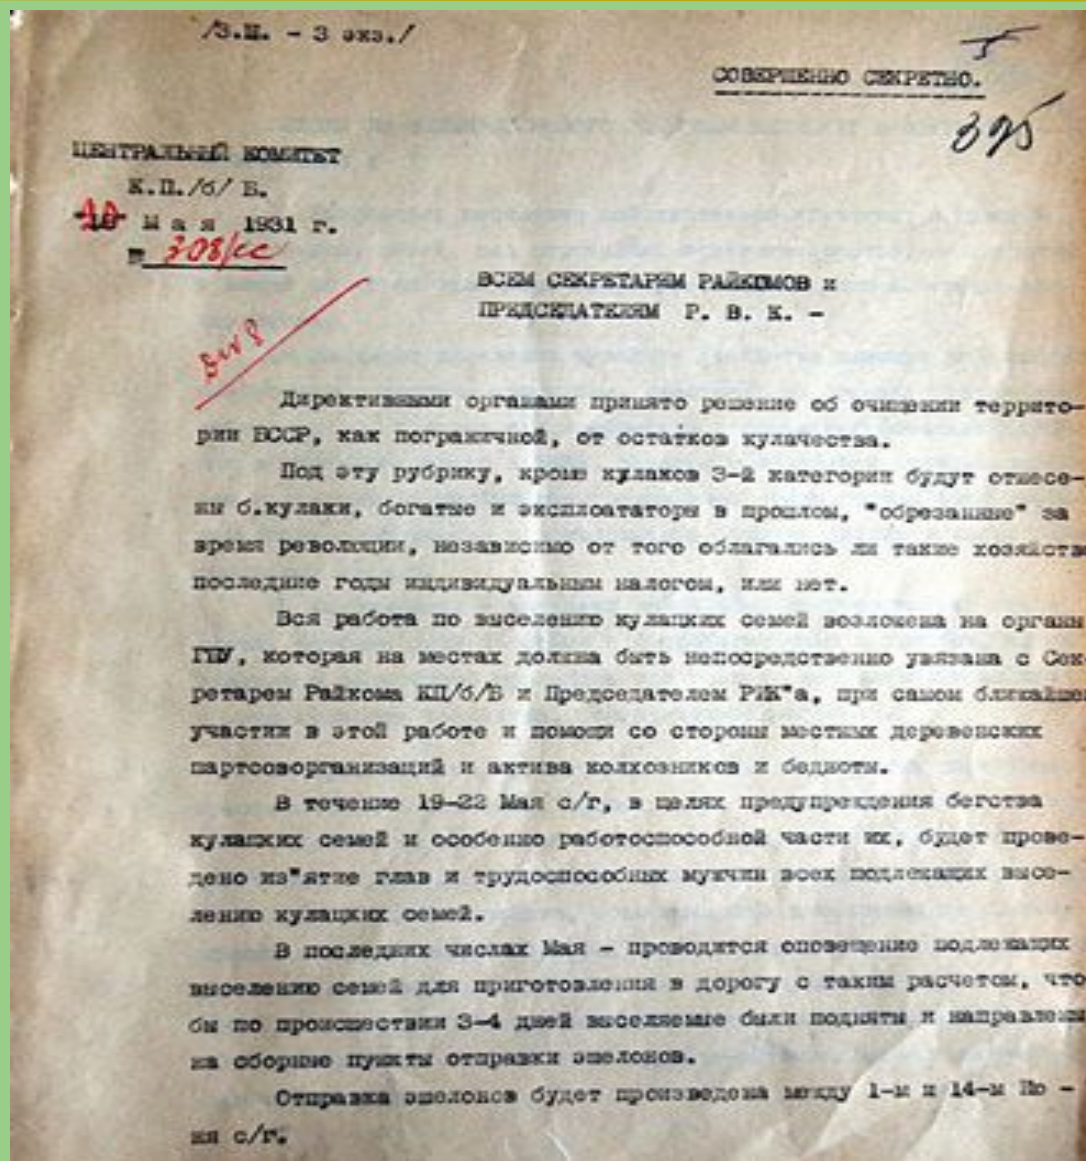 /З.Ш. - 3 экз./
СОВЕРШЕННО СЕКРЕТНО.
395
ЦЕНТРАЛЬНЫЙ КОМИТЕТ
К.П./б/ Б.
М а я 1931 г.
№ 308/сс
ВСЕМ СЕКРЕТАРЕМ РАЙКОМОВ и
ПРЕДСЕДАТЕЛЯМ Р. В. К. -
Директивными органами принято решение об очищении террито-
рии БССР, как пограничной, от остатков кулачества.
Под эту рубрику, кроме кулаков 3-й категории будут отнесе-
ны б.кулаки, богатые и эксплоататоры в прошлом, "обрезанные" за
время революции, независимо от того облагались ли такие хозяйства
последние годы индивидуальным налогом, или нет.
Вся работа по выселению кулацких семей возложена на органы
ГПУ, которая на местах должна быть непосредственно увязана с Сек-
ретарем Райкома КП/б/Б и Председателем РИК"а, при самом ближайшем
участии в этой работе и помощи со стороны местных деревенских
партсоворганизаций и актива колхозников и бедноты.
В течение 19-22 Мая с/г, в целях предупреждения бегства
кулацких семей и особенно работоспособной части их, будет прове-
дено из"ятие глав и трудоспособных мужчин всех подлежащих высе-
лению кулацких семей.
В последних числах Мая - проводится оповещение подлежащих
выселению семей для приготовления в дорогу с таким расчетом, что
бы по происшествии 3-4 дней выселяемые были подняты и направлены
на сборные пункты отправки эшелонов.
Отправка эшелонов будет произведена между 1-м и 14-м Ию -
ня с/г.